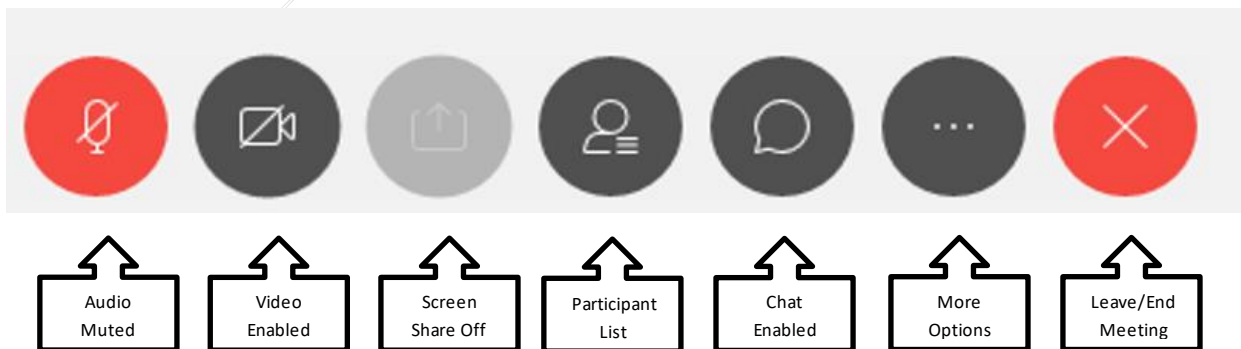 Audio
Muted
Video
Enabled
Screen
Share Off
Participant
List
Chat
Enabled
More
Options
Leave/End
Meeting